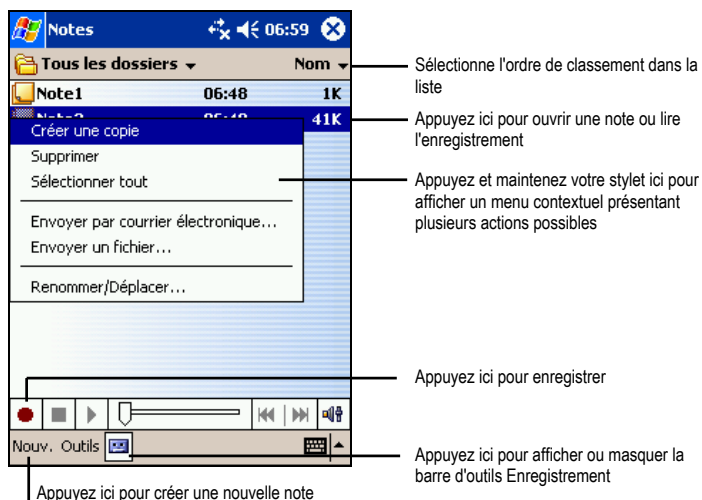 Notes 06:59
Tous les dossiers Nom
Note1 06:48 1K
41K
Créer une copie
Supprimer
Sélectionner tout
Envoyer par courrier électronique...
Envoyer un fichier...
Renommer/Déplacer...
Nouv. Outils
Sélectionne l'ordre de classement dans la
liste
Appuyez ici pour ouvrir une note ou lire
l'enregistrement
Appuyez et maintenez votre stylet ici pour
afficher un menu contextuel présentant
plusieurs actions possibles
Appuyez ici pour enregistrer
Appuyez ici pour afficher ou masquer la
barre d'outils Enregistrement
Appuyez ici pour créer une nouvelle note